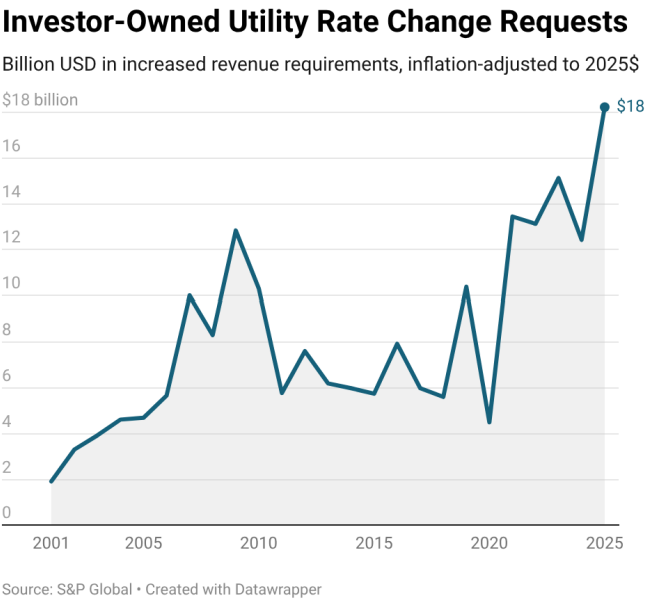 Investor-Owned Utility Rate Change Requests
Billion USD in increased revenue requirements, inflation-adjusted to 2025$
$18 billion
$18
16
14
12
10
8
6
4
2
0
2001 2005 2010 2015 2020 2025
Source: S&P Global • Created with Datawrapper